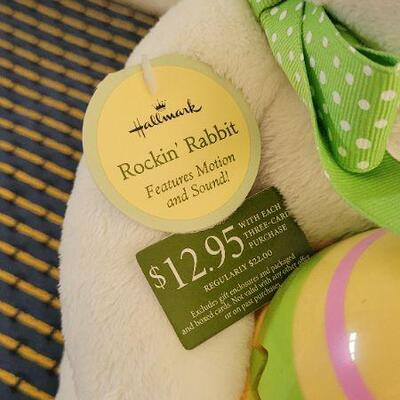 Hallmark
Rockin' Rabbit
Features Motion
and Sound!
$12.95 WITH EACH
THREE-CARD
PURCHASE
REGULARLY $22.00
Excludes gift enclosures and packaged
and boxed cards. Not valid with any other offer
or on past purchases.